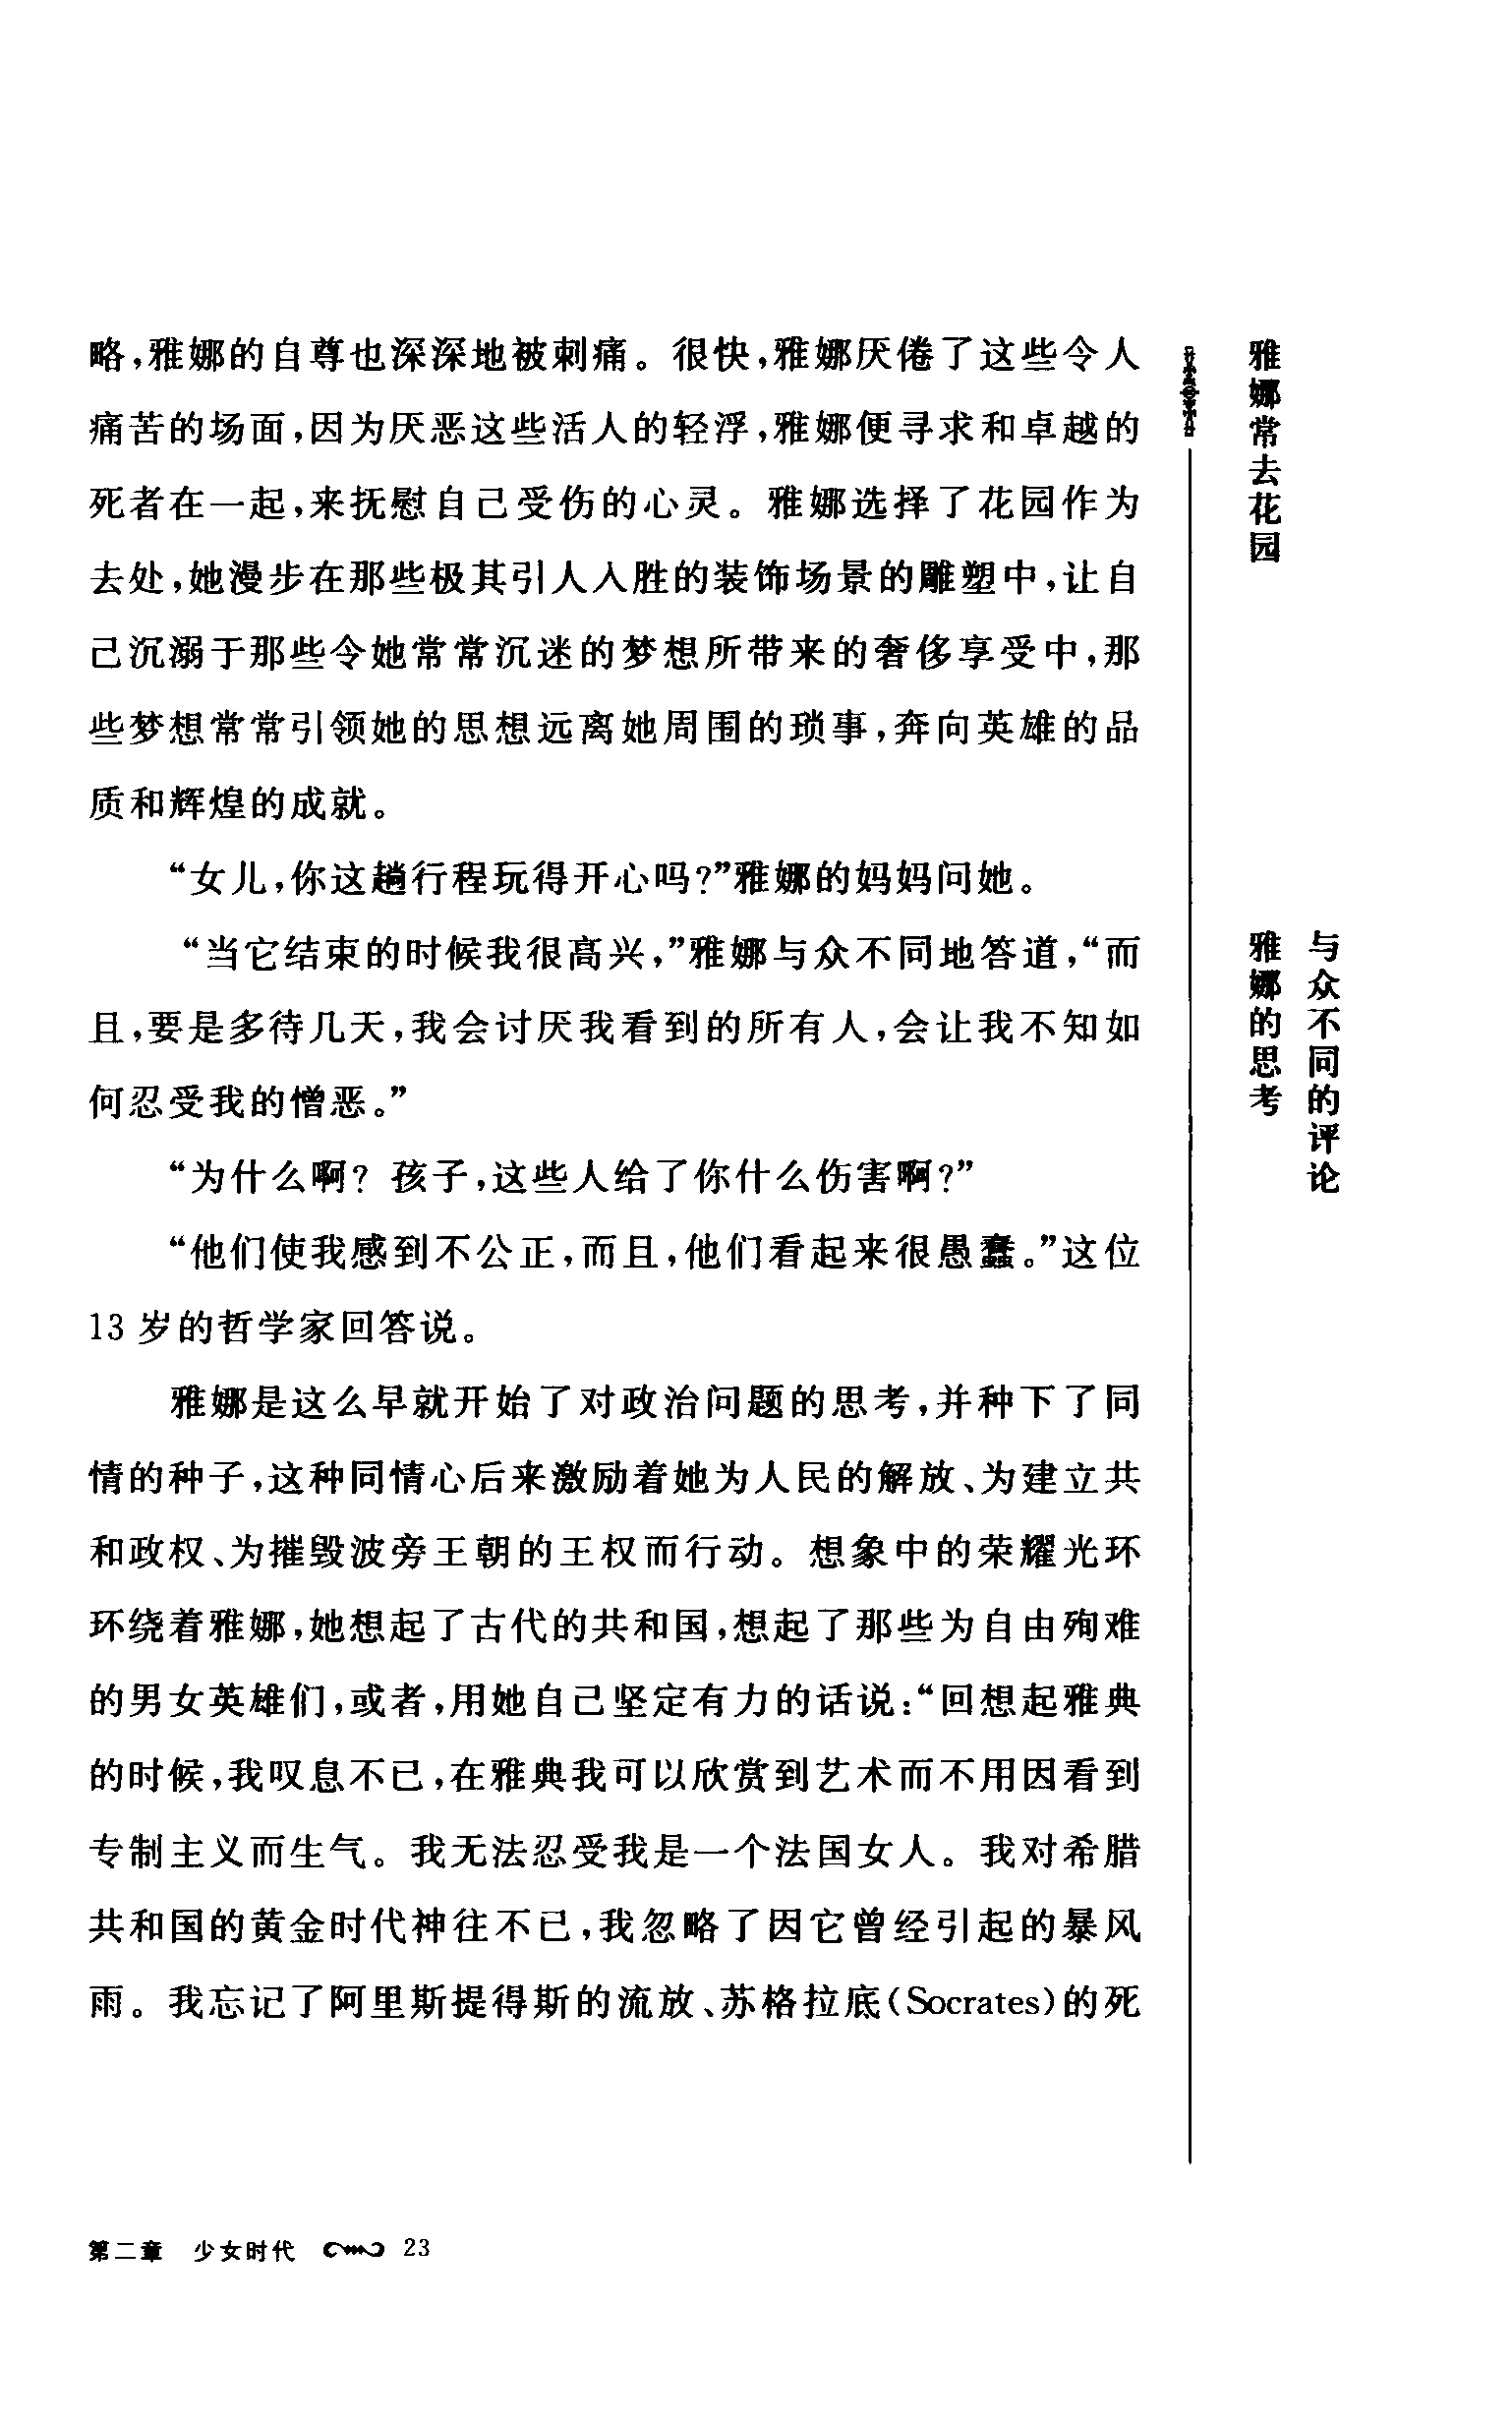 略,雅娜的自尊也深深地被刺痛。很快,雅娜厌倦了这些令人
痛苦的场面,因为厌恶这些活人的轻浮,雅娜便寻求和卓越的
死者在一起,来抚慰自己受伤的心灵。雅娜选择了花园作为
去处,她漫步在那些极其引人入胜的装饰场景的雕塑中,让自
己沉溺于那些令她常常沉迷的梦想所带来的奢侈享受中,那
些梦想常常引领她的思想远离她周围的琐事,奔向英雄的品
质和辉煌的成就。
“女儿,你这趟行程玩得开心吗?”雅娜的妈妈问她。
“当它结束的时候我很高兴,”雅娜与众不同地答道,“而
且,要是多待几天,我会讨厌我看到的所有人,会让我不知如
何忍受我的憎恶。”
“为什么啊? 孩子,这些人给了你什么伤害啊?”
“他们使我感到不公正,而且,他们看起来很愚蠢。”这位
13 岁的哲学家回答说。
雅娜是这么早就开始了对政治问题的思考,并种下了同
情的种子,这种同情心后来激励着她为人民的解放、为建立共
和政权、为摧毁波旁王朝的王权而行动。想象中的荣耀光环
环绕着雅娜,她想起了古代的共和国,想起了那些为自由殉难
的男女英雄们,或者,用她自己坚定有力的话说:“回想起雅典
的时候,我叹息不已,在雅典我可以欣赏到艺术而不用因看到
专制主义而生气。我无法忍受我是一个法国女人。我对希腊
共和国的黄金时代神往不已,我忽略了因它曾经引起的暴风
雨。我忘记了阿里斯提得斯的流放、苏格拉底(Socrates)的死
雅娜常去花园
雅娜的思考
与众不同的评论
第二章 少女时代 23